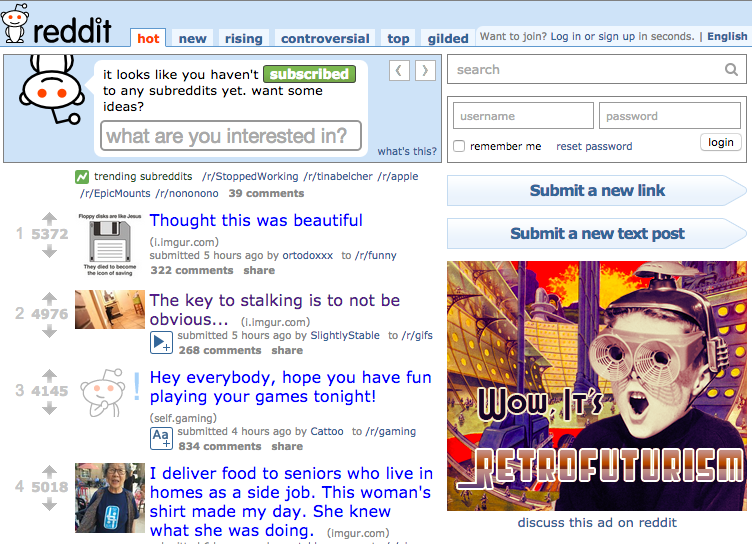 reddit
hot new rising controversial top gilded
Want to join? Log in or sign up in seconds. | English
it looks like you haven't subscribed
to any subreddits yet. want some
ideas?
what are you interested in?
what's this?
search
username password
remember me reset password login
Submit a new link
Submit a new text post
trending subreddits /r/StoppedWorking /r/tinabelcher /r/apple
/r/EpicMounts /r/nononono 39 comments
1 5372
Floppy disks are like Jesus
They died to become
the icon of saving
Thought this was beautiful
(i.imgur.com)
submitted 5 hours ago by ortodoxxx to /r/funny
322 comments share
2 4976
The key to stalking is to not be
obvious... (i.imgur.com)
submitted 5 hours ago by SlightlyStable to /r/gifs
268 comments share
3 4145
Hey everybody, hope you have fun
playing your games tonight!
(self.gaming)
Aa+
submitted 4 hours ago by Cattoo to /r/gaming
834 comments share
4 5018
I deliver food to seniors who live in
homes as a side job. This woman's
shirt made my day. She knew
what she was doing. (imgur.com)
Wow, It's
Retrofuturism
discuss this ad on reddit